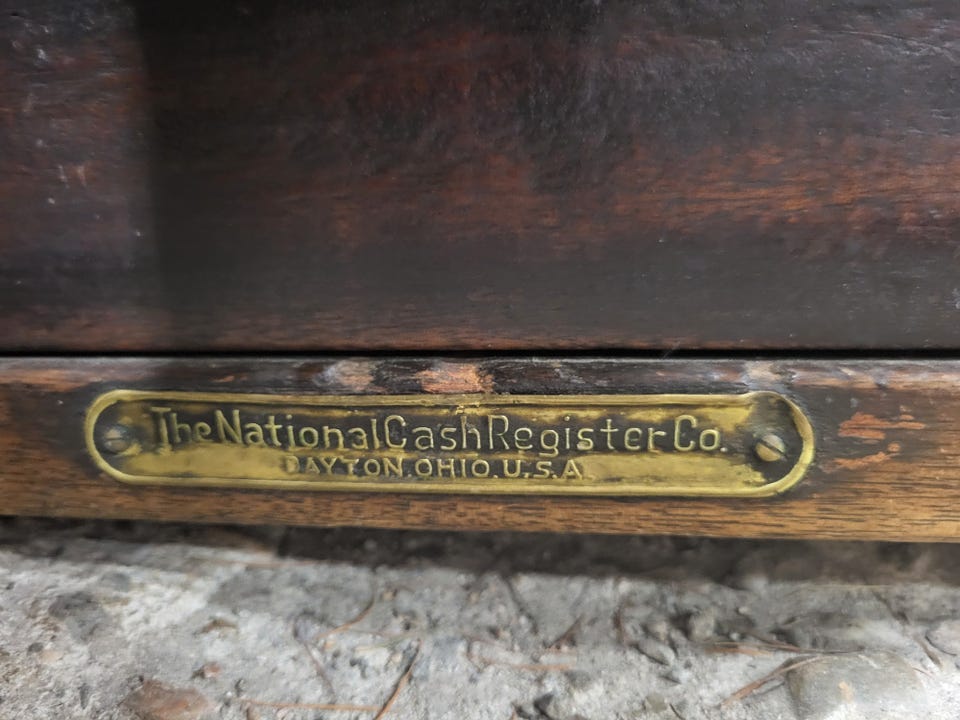 The National Cash Register Co.
DAYTON, OHIO, U.S.A.